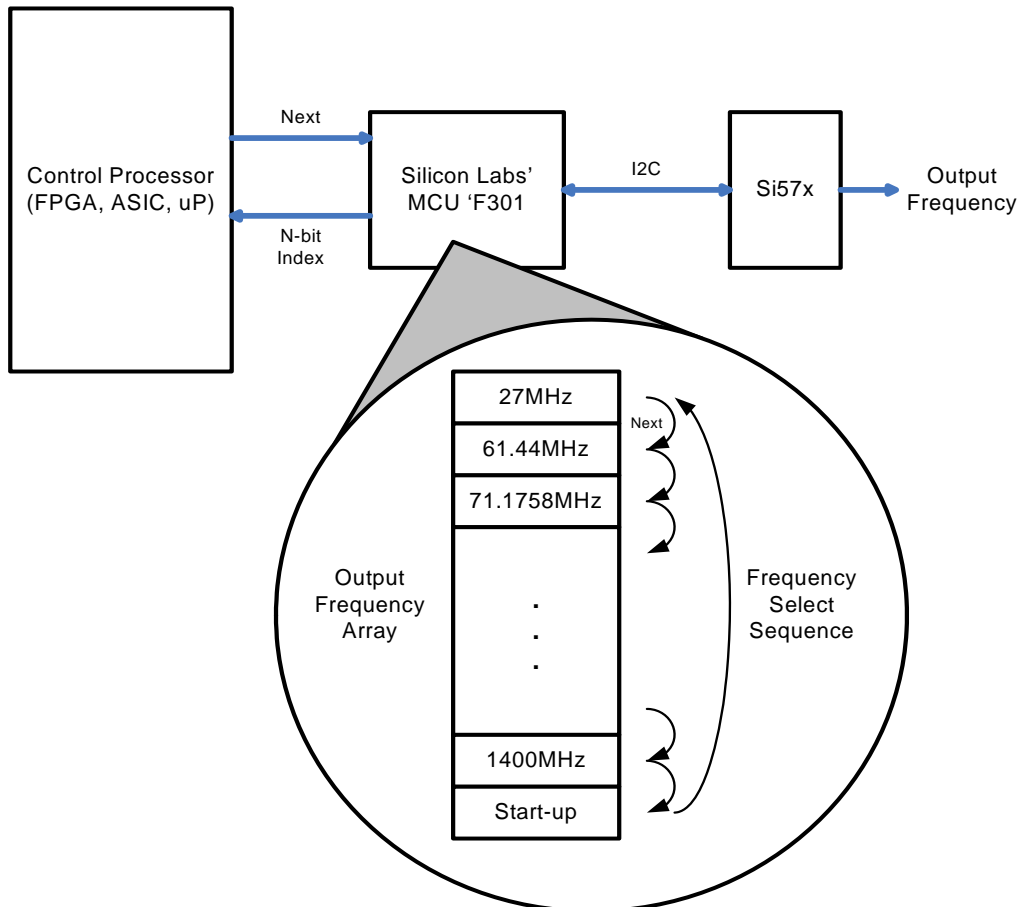 Control Processor
(FPGA, ASIC, uP)
Next
N-bit
Index
Silicon Labs'
MCU ‘F301
I2C
Si57x
Output
Frequency
27MHz
Next
61.44MHz
71.1758MHz
Output
Frequency
Array
.
.
.
Frequency
Select
Sequence
1400MHz
Start-up